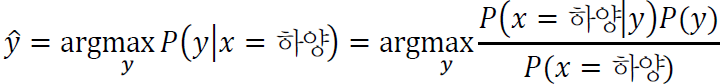 ŷ = argmax_y P(y|x = 하양) = argmax_y P(x = 하양|y)P(y) / P(x = 하양)